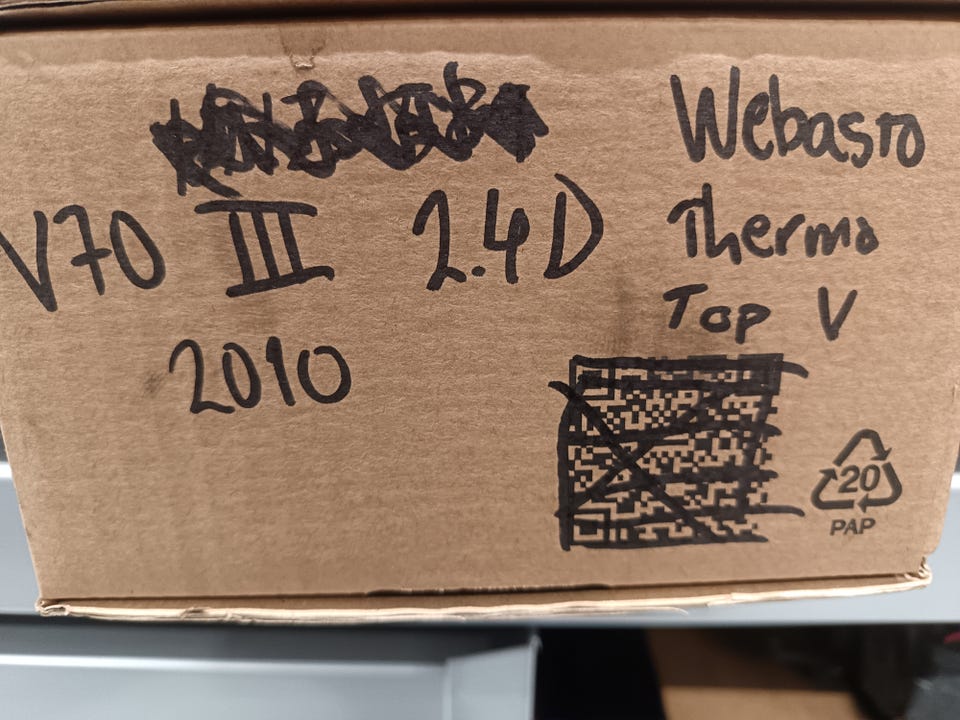 V70 III 2.4D
2010
Webasto
Thermo
Top V
20
PAP